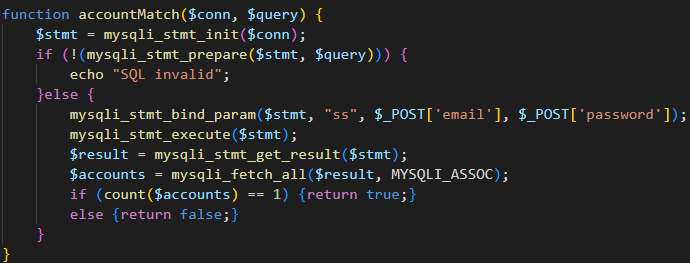 function accountMatch($conn, $query) {
    $stmt = mysqli_stmt_init($conn);
    if (!(mysqli_stmt_prepare($stmt, $query))) {
        echo "SQL invalid";
    }else {
        mysqli_stmt_bind_param($stmt, "ss", $_POST['email'], $_POST['password']);
        mysqli_stmt_execute($stmt);
        $result = mysqli_stmt_get_result($stmt);
        $accounts = mysqli_fetch_all($result, MYSQLI_ASSOC);
        if (count($accounts) == 1) {return true;}
        else {return false;}
    }
}